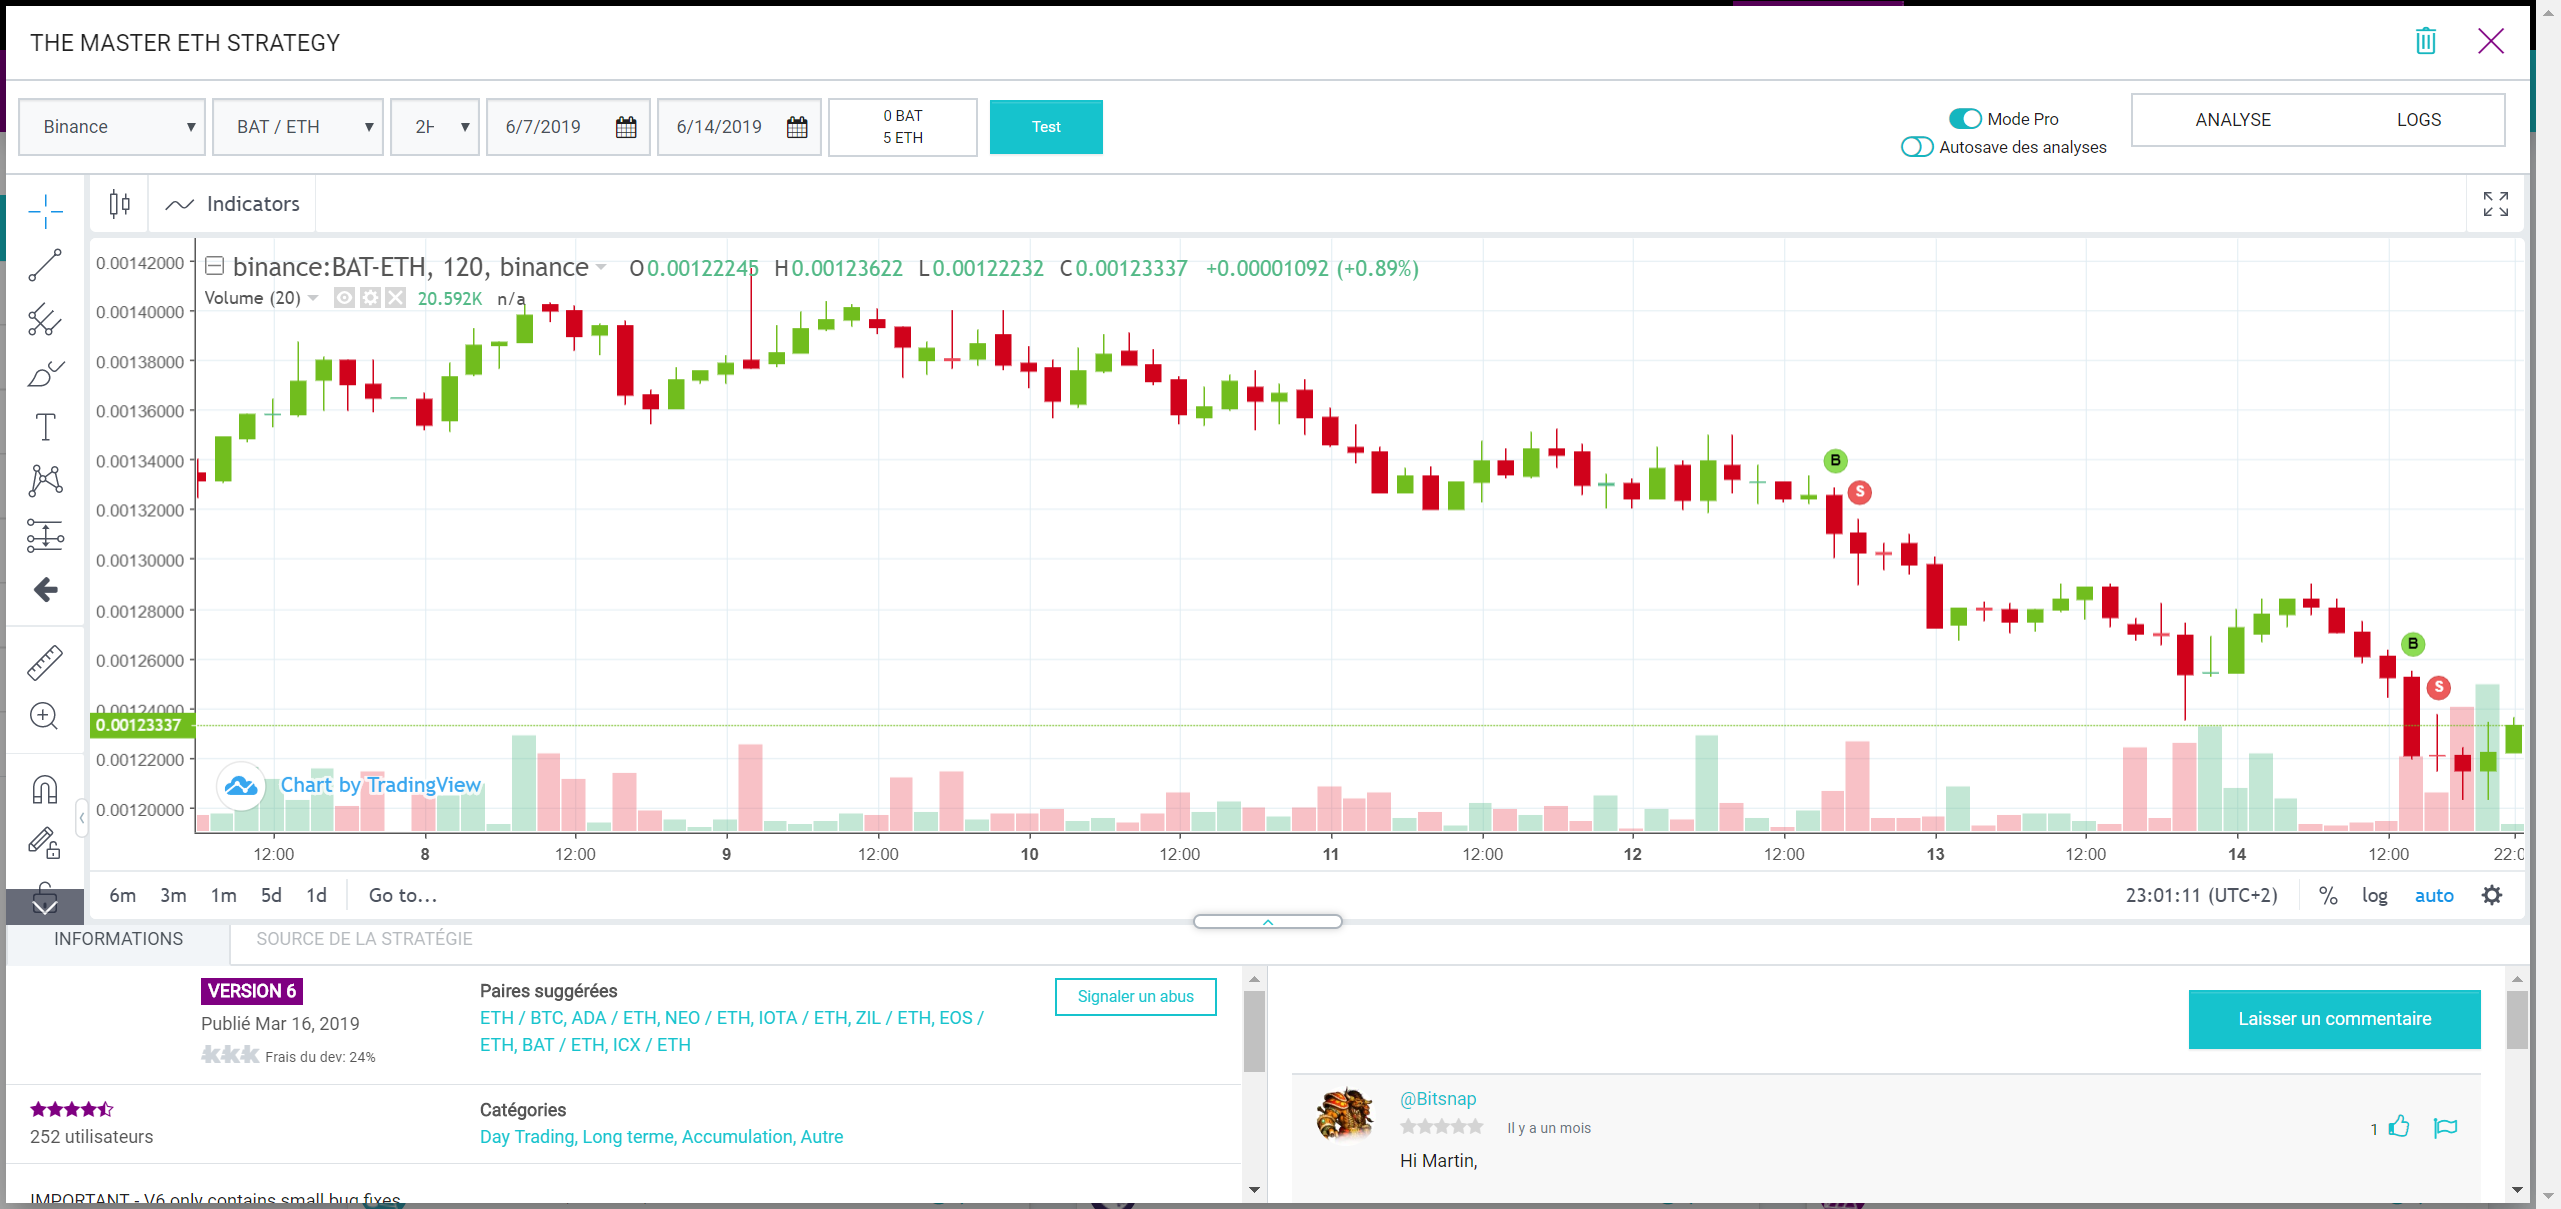 THE MASTER ETH STRATEGY
Binance
BAT / ETH
2H
6/7/2019
6/14/2019
0 BAT
5 ETH
Test
Mode Pro
Autosave des analyses
ANALYSE
LOGS
Indicators
binance:BAT-ETH, 120, binance O0.00122245 H0.00123622 L0.00122232 C0.00123337 +0.00001092 (+0.89%)
Volume (20) 20.592K n/a
0.00142000
0.00140000
0.00138000
0.00136000
0.00134000
0.00132000
0.00130000
0.00128000
0.00126000
0.00124000
0.00123337
0.00122000
0.00120000
B
S
B
S
Chart by TradingView
12:00 8 12:00 9 12:00 10 12:00 11 12:00 12 12:00 13 12:00 14 12:00 22:0
6m 3m 1m 5d 1d Go to...
23:01:11 (UTC+2) % log auto
INFORMATIONS
SOURCE DE LA STRATÉGIE
VERSION 6
Publié Mar 16, 2019
Frais du dev: 24%
Paires suggérées
ETH / BTC, ADA / ETH, NEO / ETH, IOTA / ETH, ZIL / ETH, EOS /
ETH, BAT / ETH, ICX / ETH
Signaler un abus
252 utilisateurs
Catégories
Day Trading, Long terme, Accumulation, Autre
IMPORTANT - V6 only contains small bug fixes
Laisser un commentaire
@Bitsnap
Il y a un mois
1
Hi Martin,